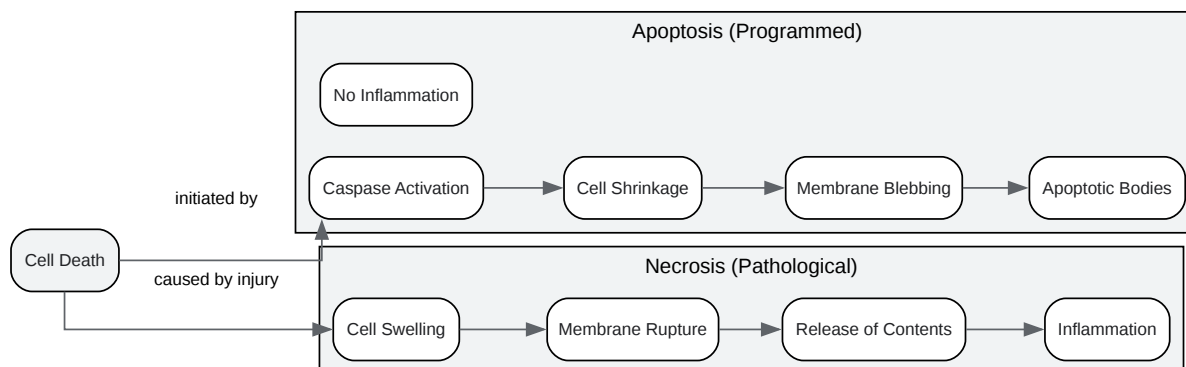 Apoptosis (Programmed)
No Inflammation
Caspase Activation
Cell Shrinkage
Membrane Blebbing
Apoptotic Bodies
initiated by
Cell Death
caused by injury
Necrosis (Pathological)
Cell Swelling
Membrane Rupture
Release of Contents
Inflammation